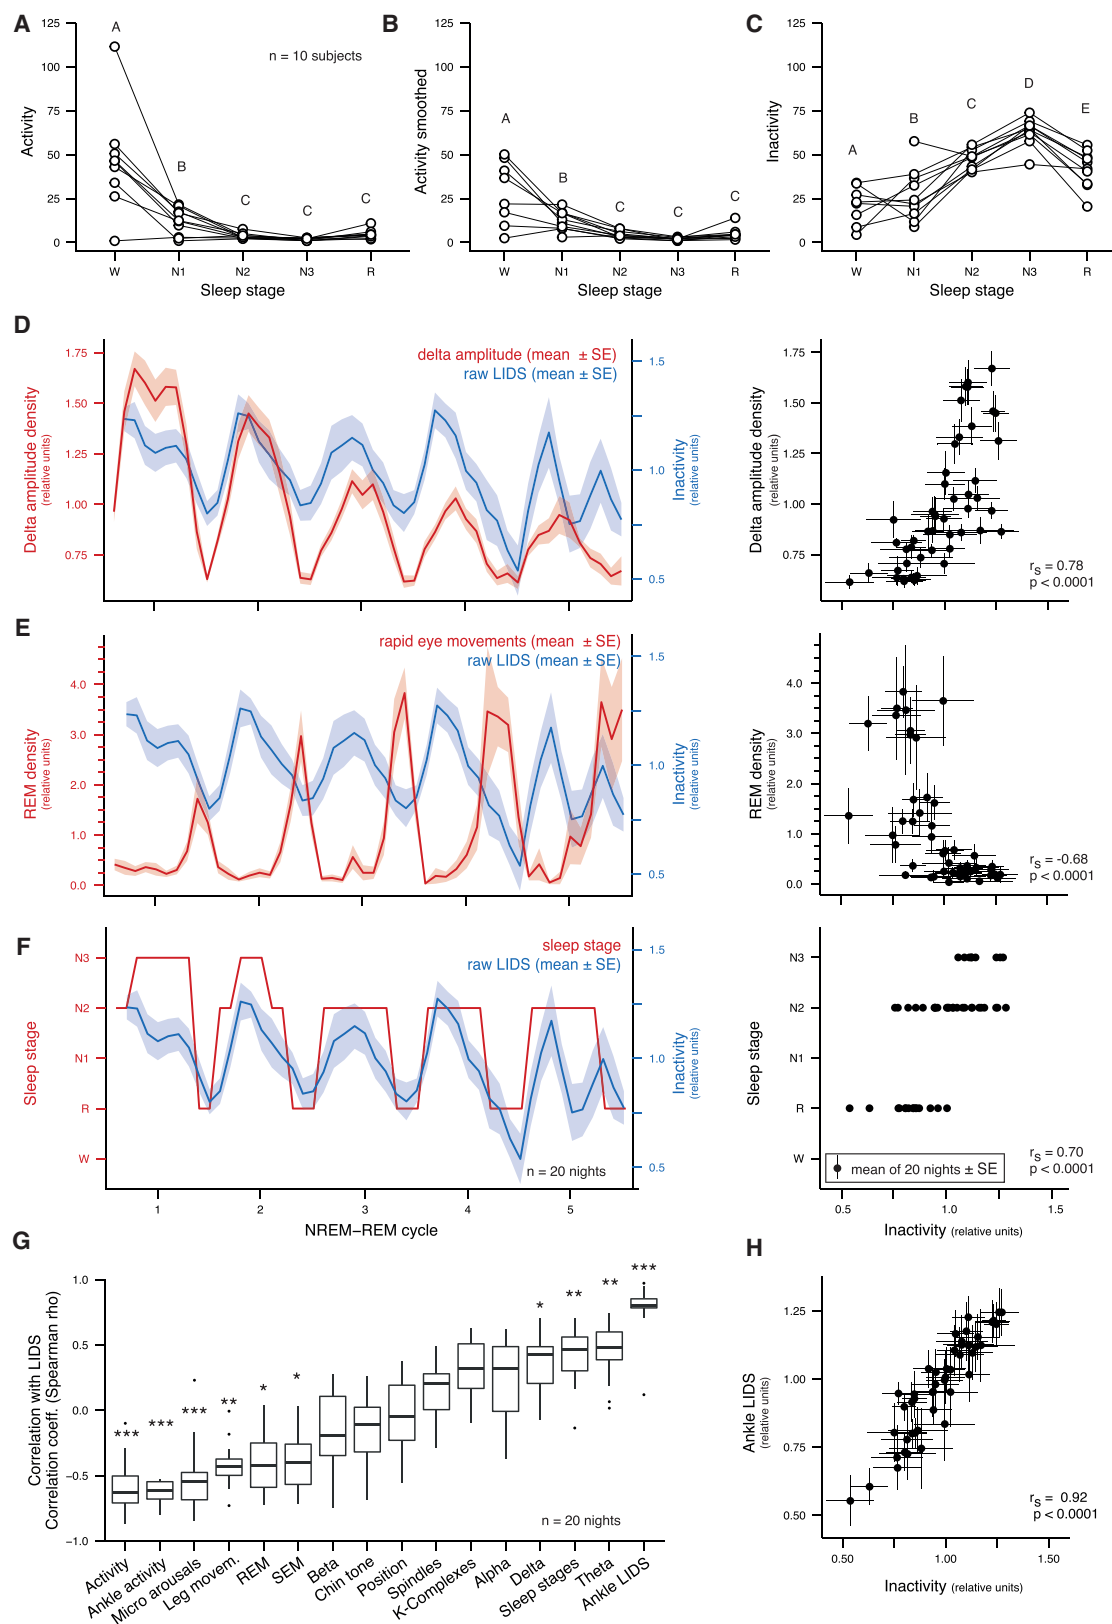 A
B
C
125
100
75
50
25
0
Activity
n = 10 subjects
A
B
C
C
C
W
N1
N2
N3
R
Sleep stage
125
100
75
50
25
0
Activity smoothed
A
B
C
C
C
W
N1
N2
N3
R
Sleep stage
125
100
75
50
25
0
Inactivity
A
B
C
D
E
W
N1
N2
N3
R
Sleep stage
D
1.75
1.50
1.25
1.00
0.75
Delta amplitude density
(relative units)
delta amplitude (mean ± SE)
raw LIDS (mean ± SE)
1.5
1.0
0.5
Inactivity
(relative units)
1.75
1.50
1.25
1.00
0.75
Delta amplitude density
(relative units)
rs = 0.78
p < 0.0001
E
4.0
3.0
2.0
1.0
0.0
REM density
(relative units)
rapid eye movements (mean ± SE)
raw LIDS (mean ± SE)
1.5
1.0
0.5
Inactivity
(relative units)
4.0
3.0
2.0
1.0
0.0
REM density
(relative units)
rs = -0.68
p < 0.0001
F
N3
N2
N1
R
W
Sleep stage
sleep stage
raw LIDS (mean ± SE)
n = 20 nights
1.5
1.0
0.5
Inactivity
(relative units)
1
2
3
4
5
NREM–REM cycle
N3
N2
N1
R
W
Sleep stage
mean of 20 nights ± SE
rs = 0.70
p < 0.0001
0.5
1.0
1.5
Inactivity (relative units)
G
1.0
0.5
0.0
−0.5
−1.0
Correlation with LIDS
Correlation coeff. (Spearman rho)
***
***
***
**
*
*
*
**
**
***
n = 20 nights
Activity
Ankle activity
Micro arousals
Leg movem.
REM
SEM
Beta
Chin tone
Position
Spindles
K-Complexes
Alpha
Delta
Sleep stages
Theta
Ankle LIDS
H
1.25
1.00
0.75
0.50
Ankle LIDS
(relative units)
rs 0.92
p < 0.0001
0.50
1.00
1.50
Inactivity (relative units)